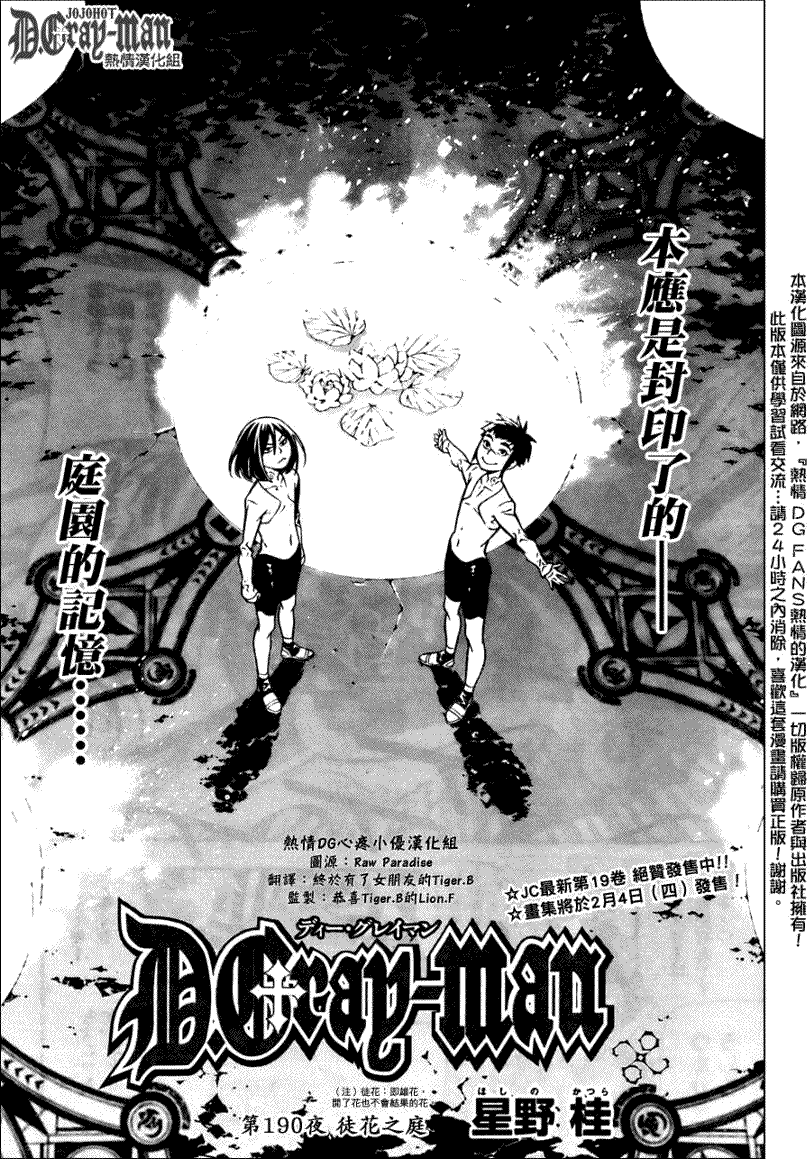 JOJOHOT
D.Gray-man
熱情漢化組
本應是封印了的——
庭園的記憶……
本漢化圖源來自於網路，『熱情DG FANS熱情的漢化』一切版權歸原作者與出版社擁有！
此版本僅供學習試看交流…請24小時之內消除，喜歡這套漫畫請購買正版！謝謝。
熱情DG心疼小優漢化組
圖源：Raw Paradise
翻譯：終於有了女朋友的Tiger.B
監製：恭喜Tiger.B的Lion.F
☆JC最新第19卷 絕贊發售中!!
☆畫集將於2月4日（四）發售！
ディー・グレイマン
D.Gray-man
（注）徒花：即雄花，
開了花也不會結果的花
第190夜 徒花之庭
ほしの かつら
星野 桂